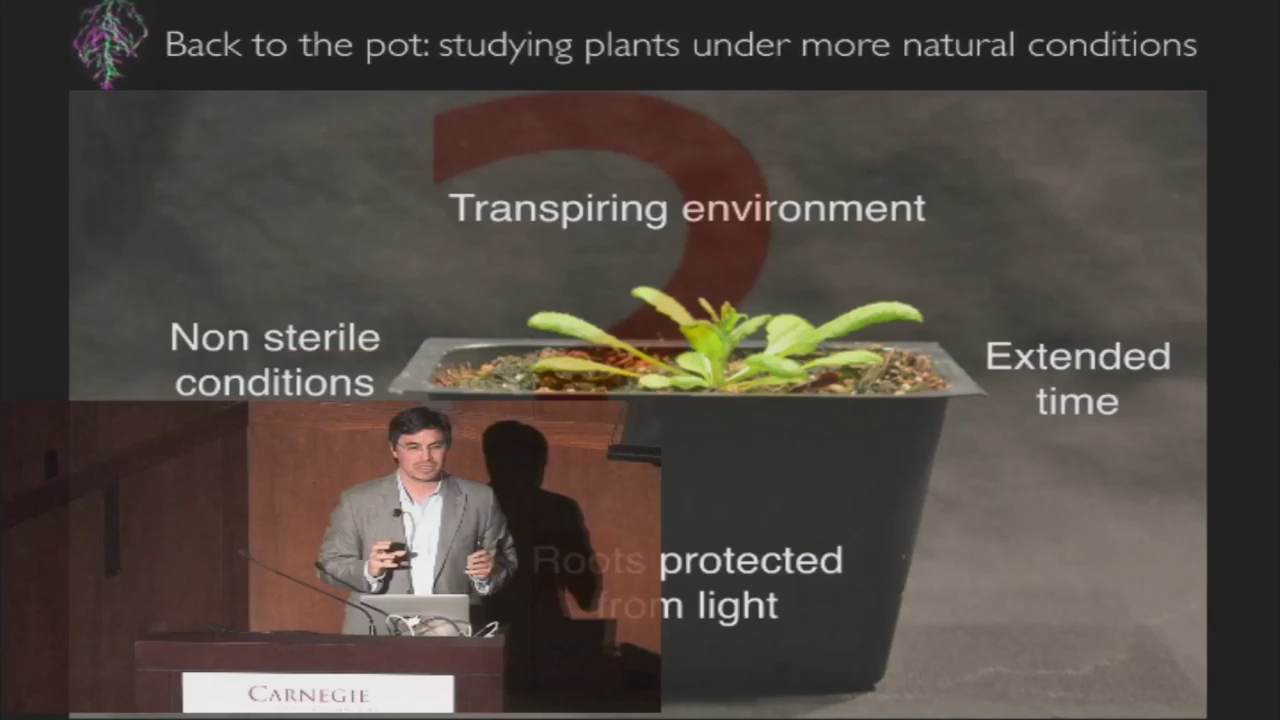 Back to the pot: studying plants under more natural conditions
Transpiring environment
Non sterile
conditions
Extended
time
Roots protected
from light
CARNEGIE